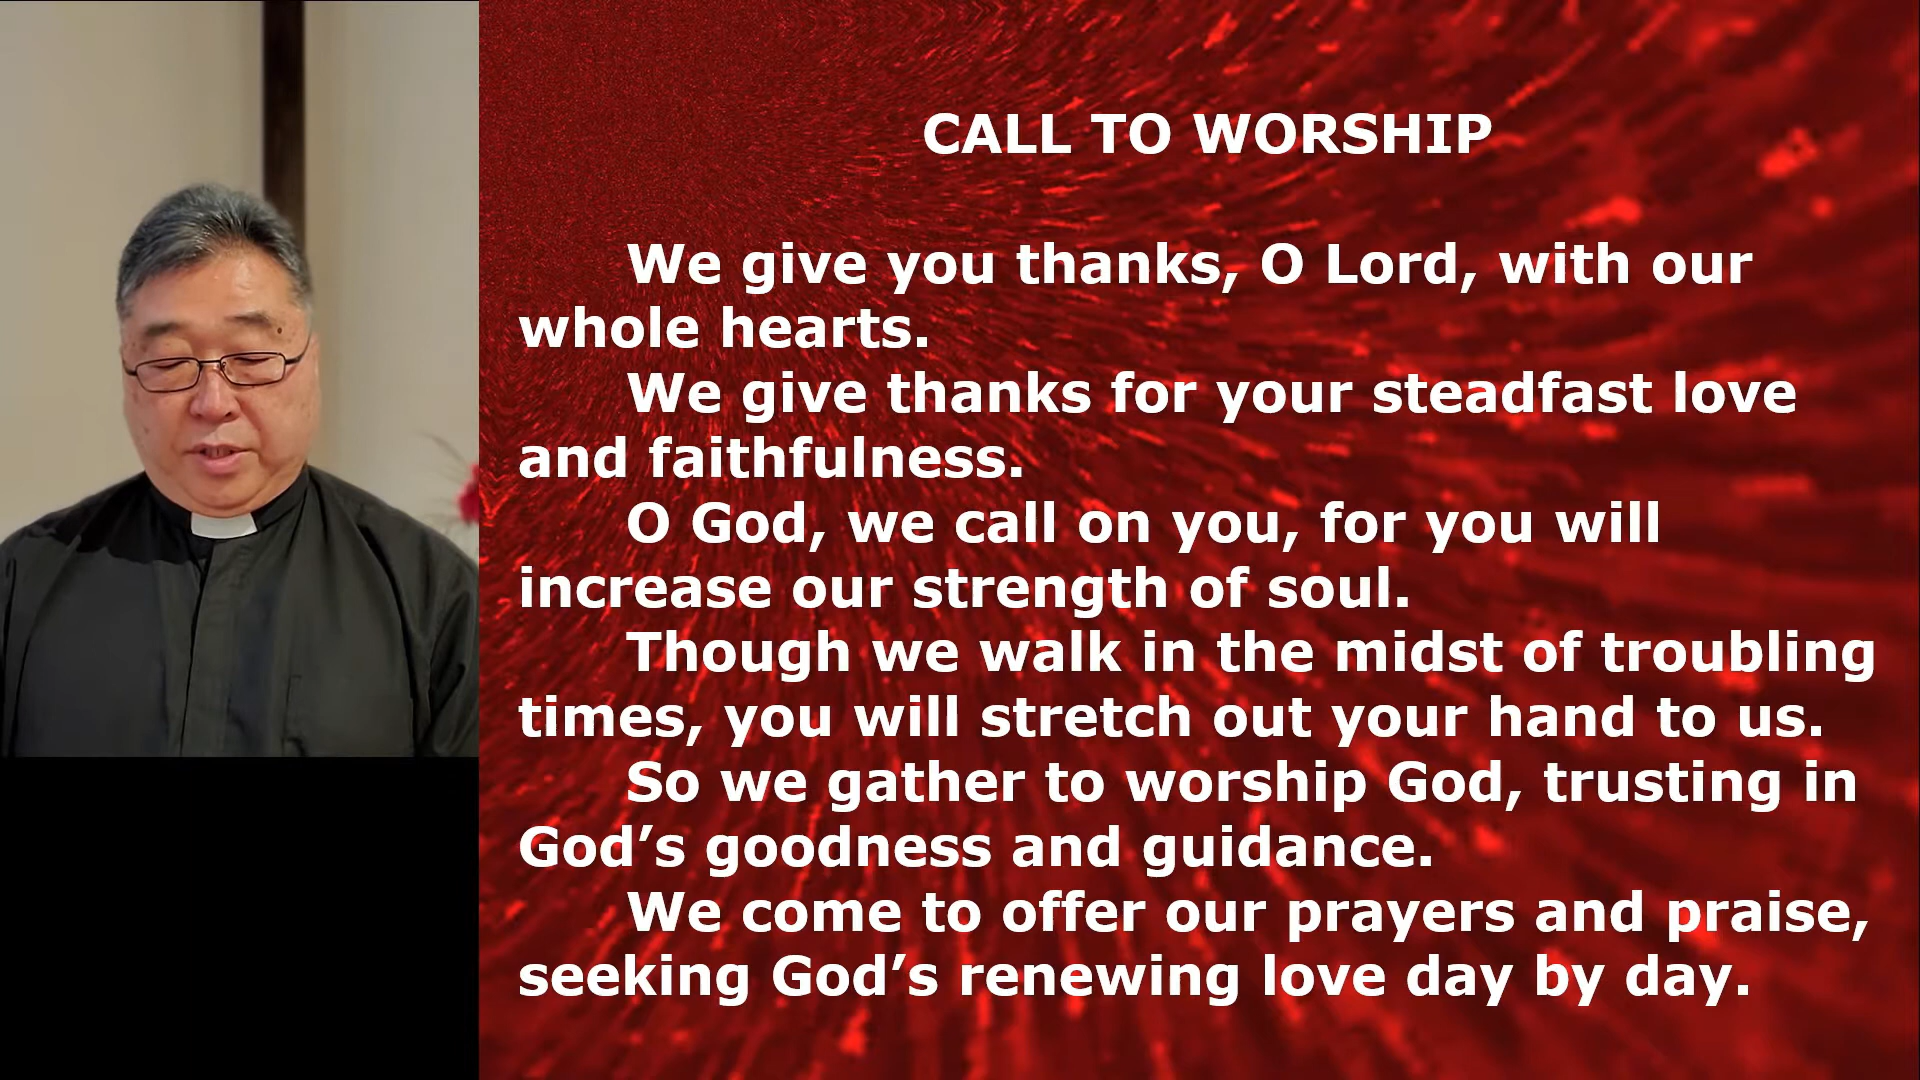 CALL TO WORSHIP
We give you thanks, O Lord, with our
whole hearts.
We give thanks for your steadfast love
and faithfulness.
O God, we call on you, for you will
increase our strength of soul.
Though we walk in the midst of troubling
times, you will stretch out your hand to us.
So we gather to worship God, trusting in
God’s goodness and guidance.
We come to offer our prayers and praise,
seeking God’s renewing love day by day.